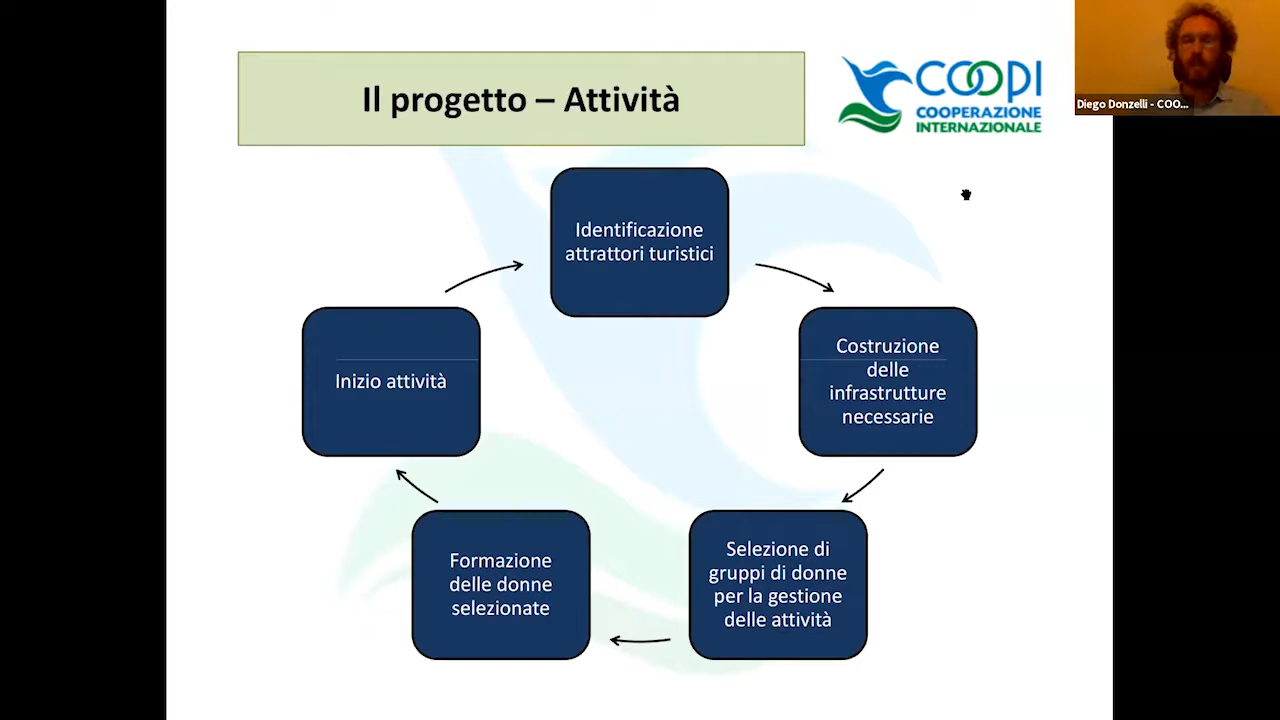 Il progetto – Attività
COOPI
COOPERAZIONE
INTERNAZIONALE
Diego Donzelli - COO...
Identificazione
attrattori turistici
Costruzione
delle
infrastrutture
necessarie
Selezione di
gruppi di donne
per la gestione
delle attività
Formazione
delle donne
selezionate
Inizio attività